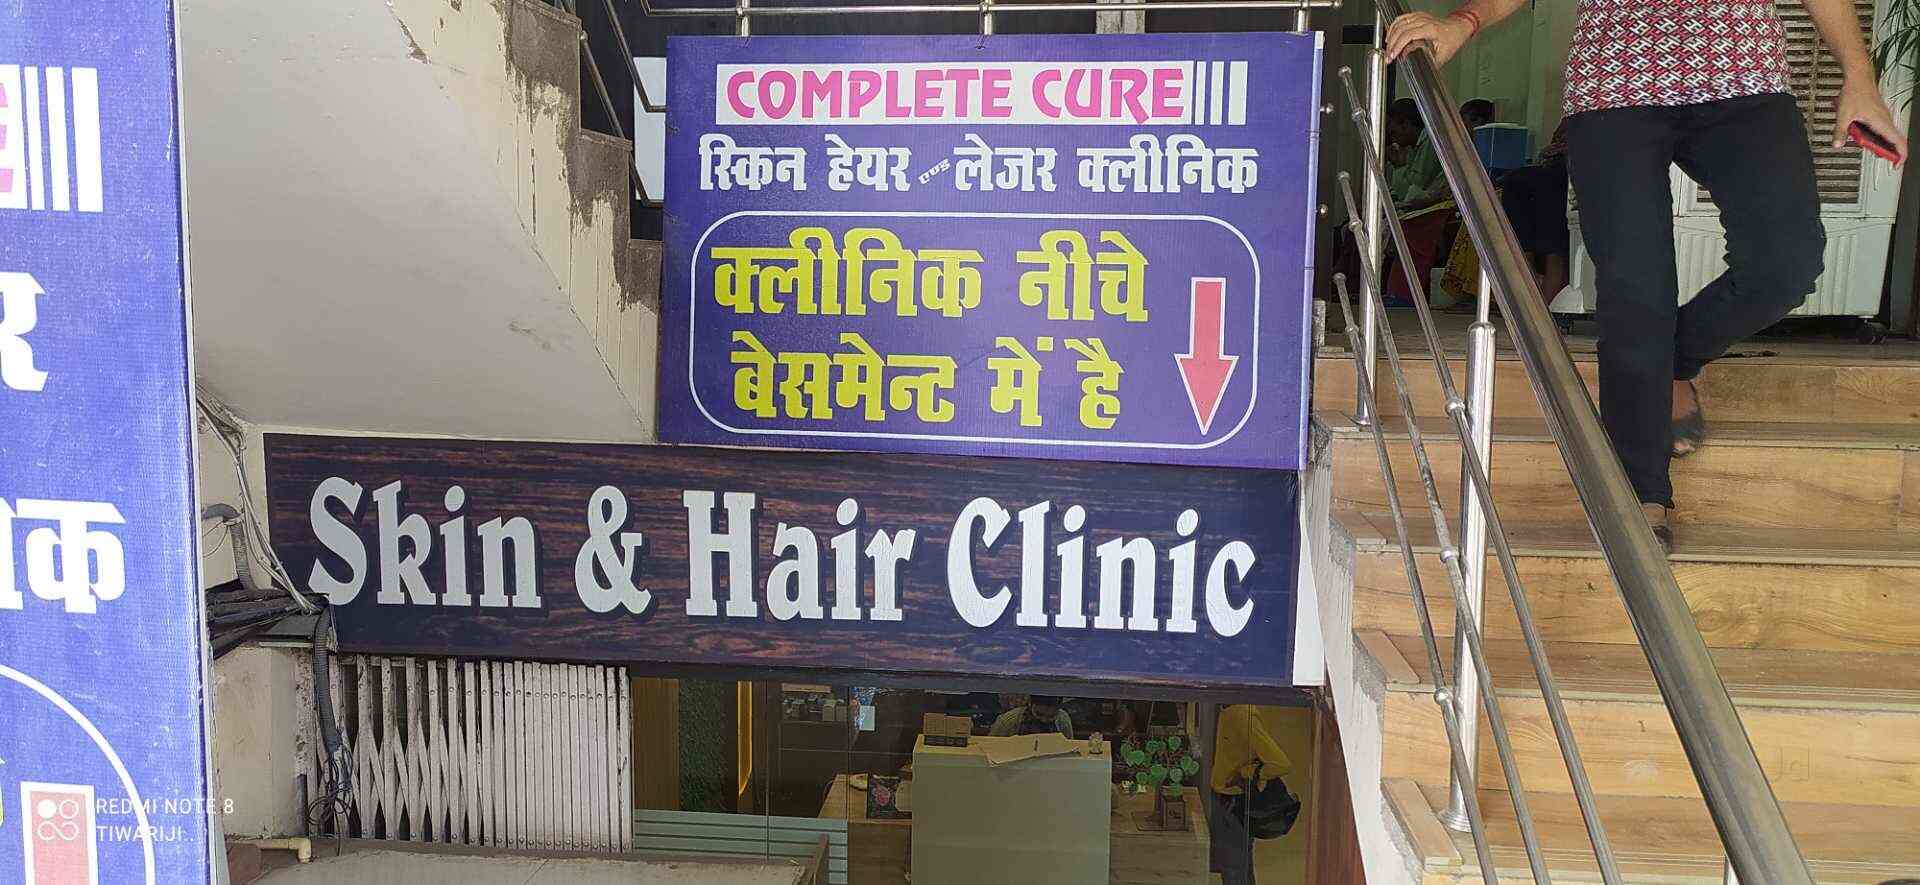 COMPLETE CURE
स्किन हेयर एण्ड लेजर क्लीनिक
क्लीनिक नीचे
बेसमेन्ट में है
Skin & Hair Clinic
REDMI NOTE 8
TIWARIJI..